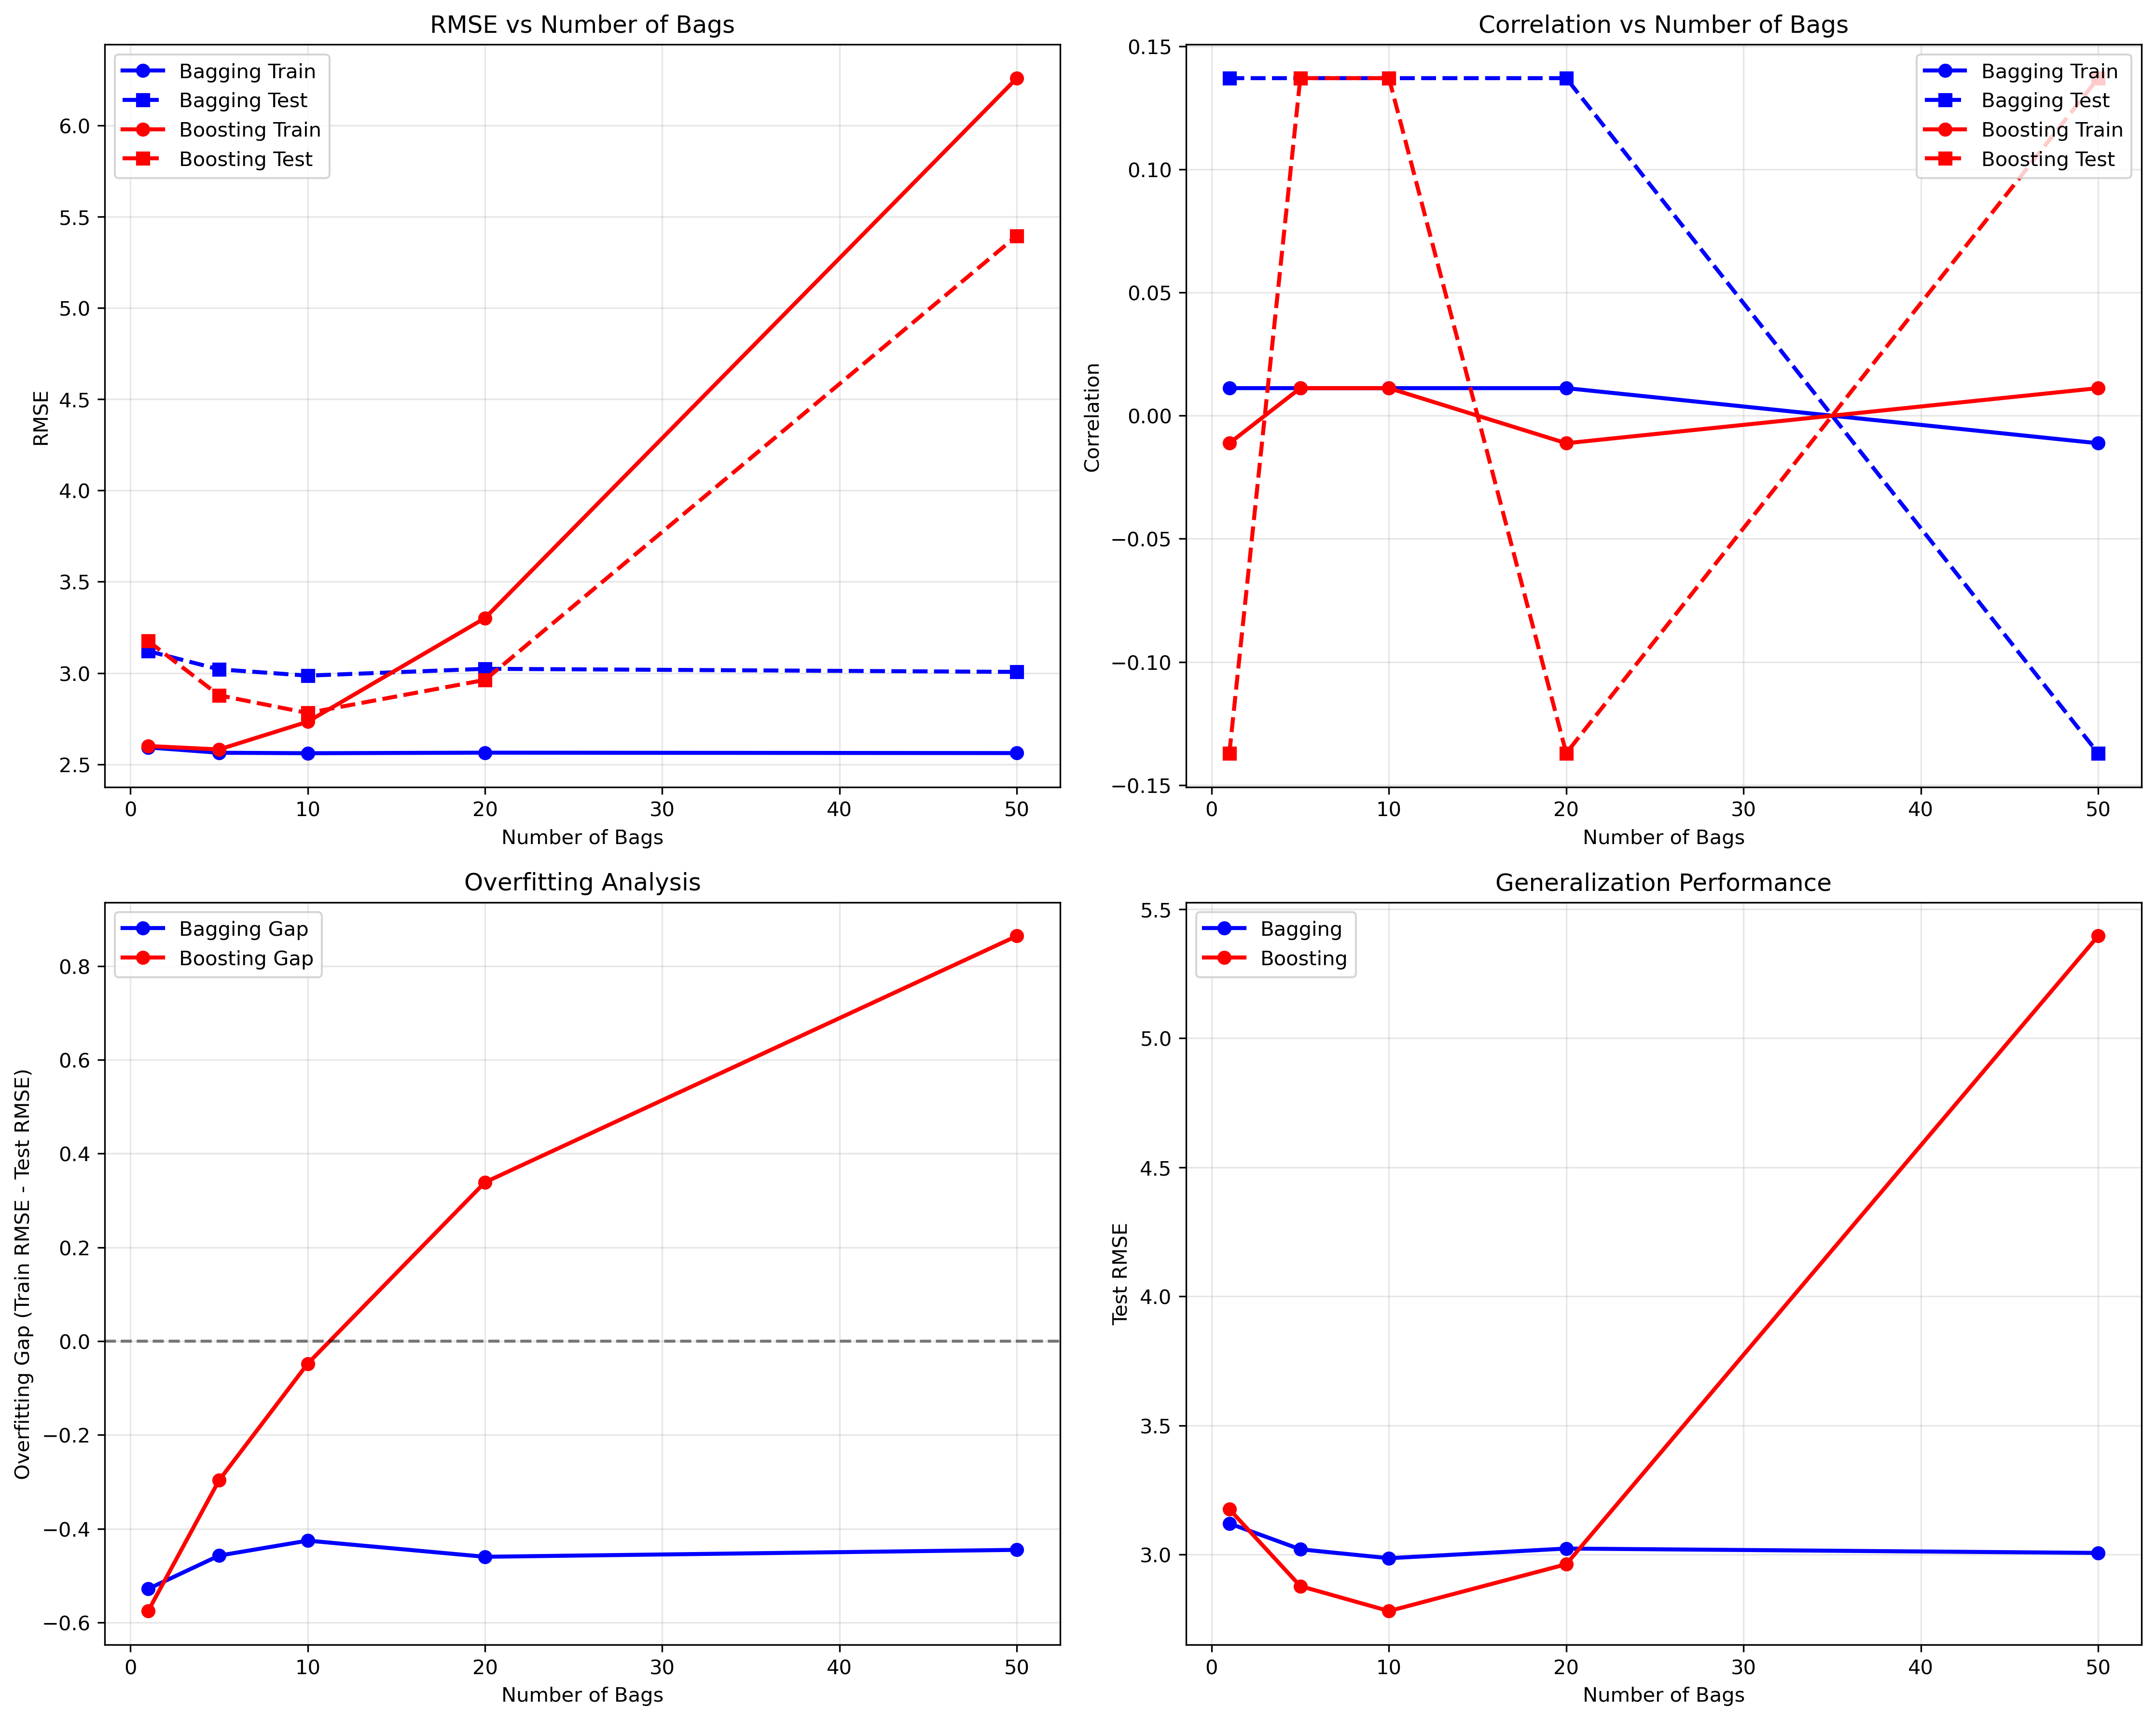 RMSE vs Number of Bags
Bagging Train
Bagging Test
Boosting Train
Boosting Test
RMSE
6.0
5.5
5.0
4.5
4.0
3.5
3.0
2.5
0 10 20 30 40 50
Number of Bags
Correlation vs Number of Bags
Bagging Train
Bagging Test
Boosting Train
Boosting Test
Correlation
0.15
0.10
0.05
0.00
−0.05
−0.10
−0.15
0 10 20 30 40 50
Number of Bags
Overfitting Analysis
Bagging Gap
Boosting Gap
Overfitting Gap (Train RMSE - Test RMSE)
0.8
0.6
0.4
0.2
0.0
−0.2
−0.4
−0.6
0 10 20 30 40 50
Number of Bags
Generalization Performance
Bagging
Boosting
Test RMSE
5.5
5.0
4.5
4.0
3.5
3.0
0 10 20 30 40 50
Number of Bags